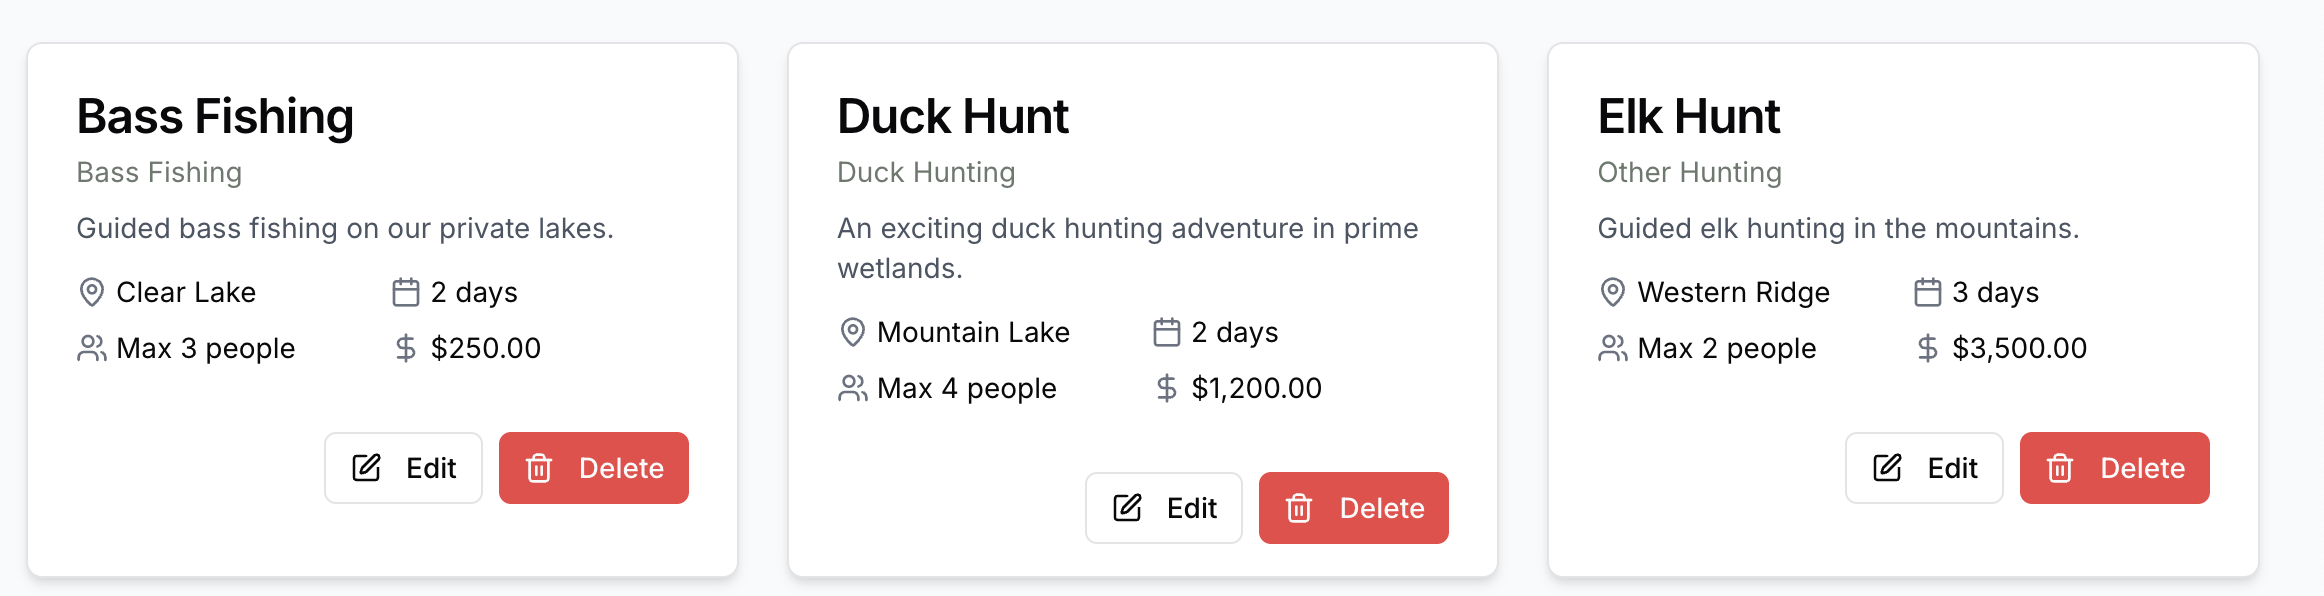 Bass Fishing
Bass Fishing
Guided bass fishing on our private lakes.
Clear Lake
2 days
Max 3 people
$250.00
Edit
Delete
Duck Hunt
Duck Hunting
An exciting duck hunting adventure in prime
wetlands.
Mountain Lake
2 days
Max 4 people
$1,200.00
Edit
Delete
Elk Hunt
Other Hunting
Guided elk hunting in the mountains.
Western Ridge
3 days
Max 2 people
$3,500.00
Edit
Delete